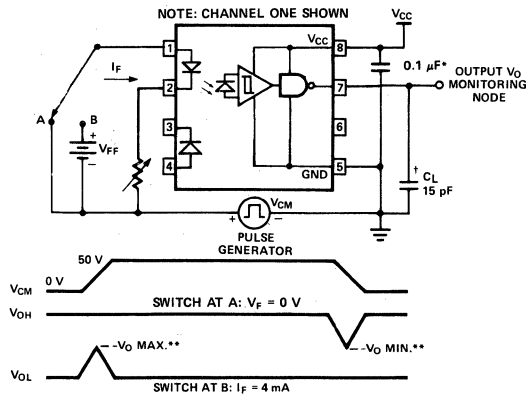 NOTE: CHANNEL ONE SHOWN
VCC
1
VCC
8
0.1 μF*
IF
OUTPUT VO
MONITORING
NODE
2
7
A
B
+
VFF
−
3
6
4
GND
5
†
CL
15 pF
VCM
+
−
PULSE
GENERATOR
50 V
VCM
0 V
SWITCH AT A: VF = 0 V
VOH
VO MAX.**
VO MIN.**
VOL
SWITCH AT B: IF = 4 mA